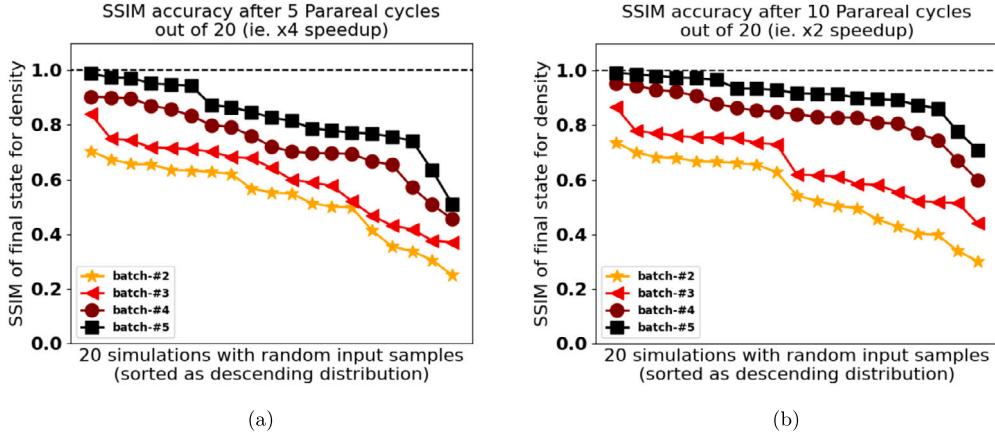 SSIM accuracy after 5 Parareal cycles
out of 20 (ie. x4 speedup)
SSIM of final state for density
1.0
0.8
0.6
0.4
0.2
0.0
batch-#2
batch-#3
batch-#4
batch-#5
20 simulations with random input samples
(sorted as descending distribution)
(a)
SSIM accuracy after 10 Parareal cycles
out of 20 (ie. x2 speedup)
SSIM of final state for density
1.0
0.8
0.6
0.4
0.2
0.0
batch-#2
batch-#3
batch-#4
batch-#5
20 simulations with random input samples
(sorted as descending distribution)
(b)